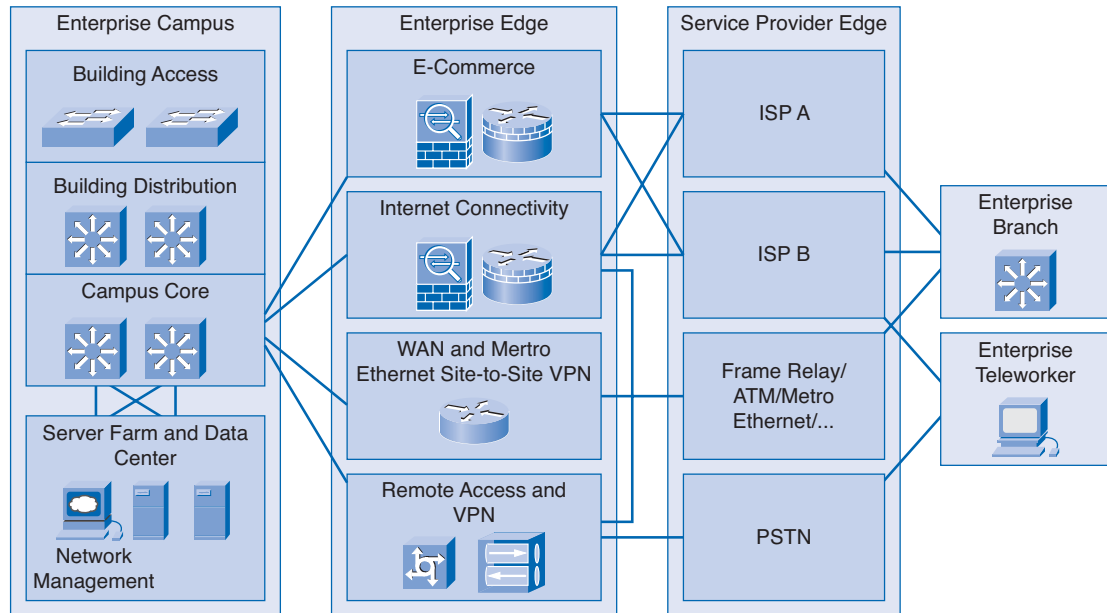 Enterprise Campus
Building Access
Building Distribution
Campus Core
Server Farm and Data
Center
Network
Management
Enterprise Edge
E-Commerce
Internet Connectivity
WAN and Mertro
Ethernet Site-to-Site VPN
Remote Access and
VPN
Service Provider Edge
ISP A
ISP B
Frame Relay/
ATM/Metro
Ethernet/...
PSTN
Enterprise
Branch
Enterprise
Teleworker